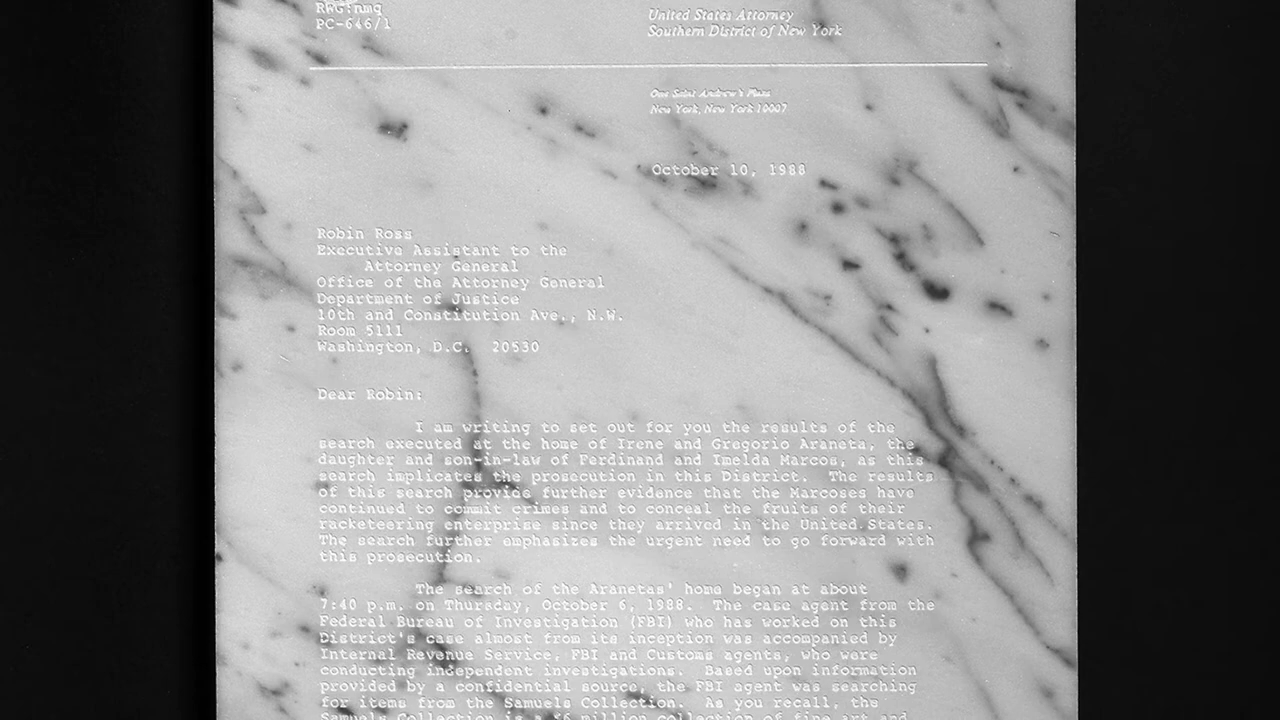 RWG:nmq
PC-646/1
United States Attorney
Southern District of New York
One Saint Andrew's Plaza
New York, New York 10007
October 10, 1988
Robin Ross
Executive Assistant to the
Attorney General
Office of the Attorney General
Department of Justice
10th and Constitution Ave., N.W.
Room 5111
Washington, D.C. 20530
Dear Robin:
I am writing to set out for you the results of the
search executed at the home of Irene and Gregorio Araneta, the
daughter and son-in-law of Ferdinand and Imelda Marcos, as this
search implicates the prosecution in this District. The results
of this search provide further evidence that the Marcoses have
continued to commit crimes and to conceal the fruits of their
racketeering enterprise since they arrived in the United States.
The search further emphasizes the urgent need to go forward with
this prosecution.
The search of the Aranetas' home began at about
7:40 p.m. on Thursday, October 6, 1988. The case agent from the
Federal Bureau of Investigation (FBI) who has worked on this
District's case almost from its inception was accompanied by
Internal Revenue Service, FBI and Customs agents, who were
conducting independent investigations. Based upon information
provided by a confidential source, the FBI agent was searching
for items from the Samuels Collection. As you recall, the
Samuels Collection is a $6 million collection of fine art and